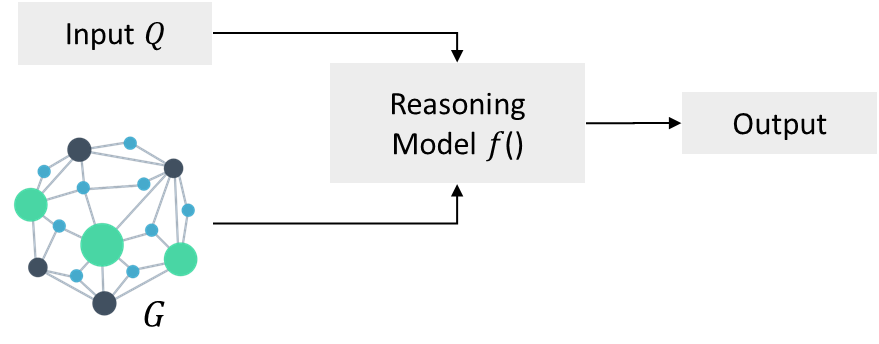 Input Q
Reasoning
Model f()
Output
G